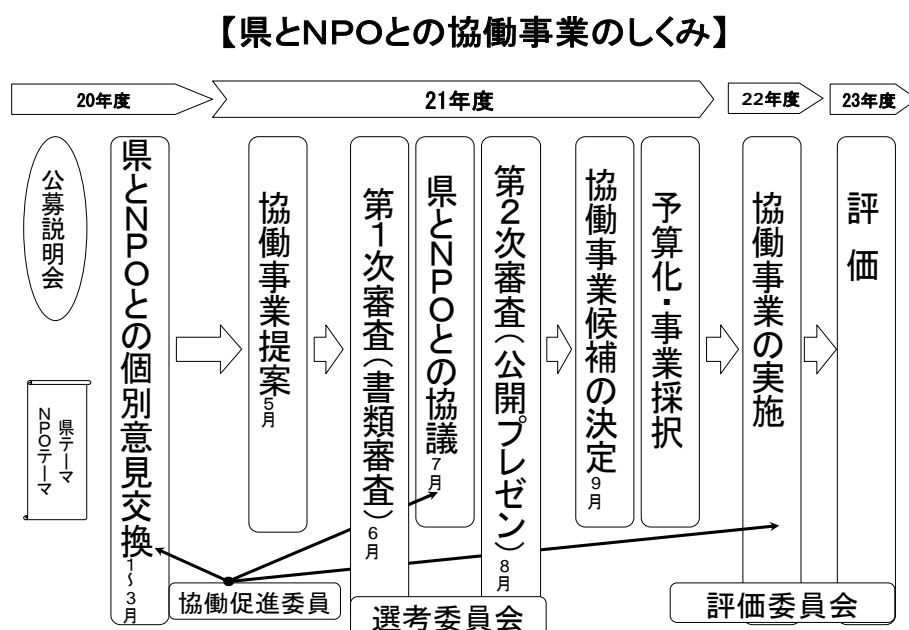 【県とNPOとの協働事業のしくみ】
20年度
21年度
22年度
23年度
公募説明会
県テーマ
NPOテーマ
県とNPOとの個別意見交換1～3月
協働事業提案5月
第1次審査（書類審査）6月
県とNPOとの協議7月
第2次審査（公開プレゼン）8月
協働事業候補の決定9月
予算化・事業採択
協働事業の実施
評価
協働促進委員
選考委員会
評価委員会